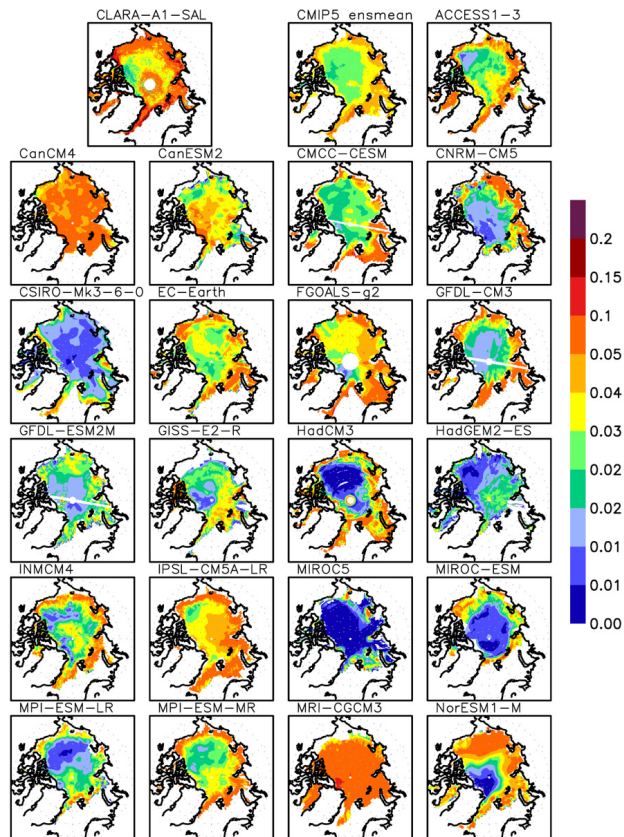 CLARA-A1-SAL CMIP5 ensmean ACCESS1-3
CanCM4 CanESM2 CMCC-CESM CNRM-CM5
CSIRO-Mk3-6-0 EC-Earth FGOALS-g2 GFDL-CM3
GFDL-ESM2M GISS-E2-R HadCM3 HadGEM2-ES
INMCM4 IPSL-CM5A-LR MIROC5 MIROC-ESM
MPI-ESM-LR MPI-ESM-MR MRI-CGCM3 NorESM1-M
0.2
0.15
0.1
0.05
0.04
0.03
0.02
0.02
0.01
0.01
0.00